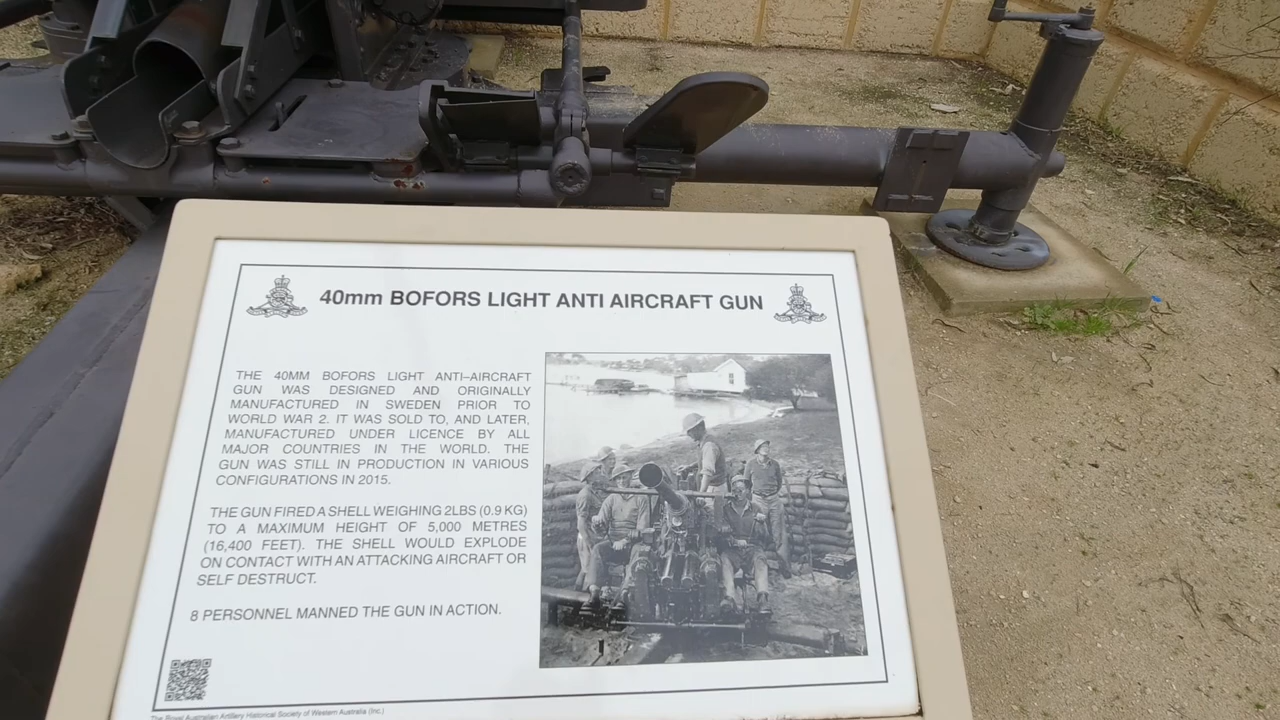 40mm BOFORS LIGHT ANTI AIRCRAFT GUN
THE 40MM BOFORS LIGHT ANTI-AIRCRAFT
GUN WAS DESIGNED AND ORIGINALLY
MANUFACTURED IN SWEDEN PRIOR TO
WORLD WAR 2. IT WAS SOLD TO, AND LATER,
MANUFACTURED UNDER LICENCE BY ALL
MAJOR COUNTRIES IN THE WORLD. THE
GUN WAS STILL IN PRODUCTION IN VARIOUS
CONFIGURATIONS IN 2015.
THE GUN FIRED A SHELL WEIGHING 2LBS (0.9 KG)
TO A MAXIMUM HEIGHT OF 5,000 METRES
(16,400 FEET). THE SHELL WOULD EXPLODE
ON CONTACT WITH AN ATTACKING AIRCRAFT OR
SELF DESTRUCT.
8 PERSONNEL MANNED THE GUN IN ACTION.
The Royal Australian Artillery Historical Society of Western Australia (Inc.)